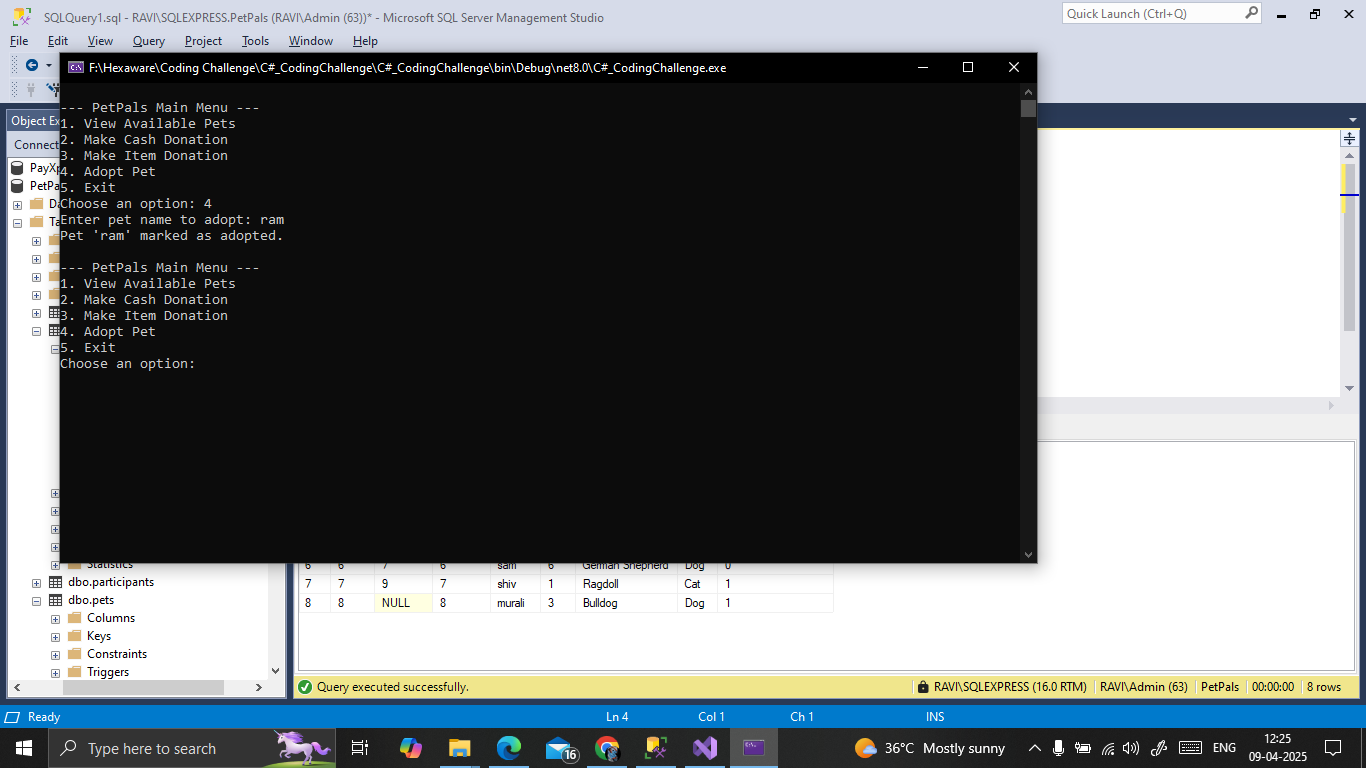 SQLQuery1.sql - RAVI\SQLEXPRESS.PetPals (RAVI\Admin (63))* - Microsoft SQL Server Management Studio
Quick Launch (Ctrl+Q)
File Edit View Query Project Tools Window Help
F:\Hexaware\Coding Challenge\C#_CodingChallenge\C#_CodingChallenge\bin\Debug\net8.0\C#_CodingChallenge.exe
--- PetPals Main Menu ---
1. View Available Pets
2. Make Cash Donation
3. Make Item Donation
4. Adopt Pet
5. Exit
Choose an option: 4
Enter pet name to adopt: ram
Pet 'ram' marked as adopted.
--- PetPals Main Menu ---
1. View Available Pets
2. Make Cash Donation
3. Make Item Donation
4. Adopt Pet
5. Exit
Choose an option:
Object Ex
Connect
PayXp
PetPa
Da
Ta
Statistics
dbo.participants
dbo.pets
Columns
Keys
Constraints
Triggers
6 6 7 6 sam 6 German Shepherd Dog 0
7 7 9 7 shiv 1 Ragdoll Cat 1
8 8 NULL 8 murali 3 Bulldog Dog 1
Query executed successfully. RAVI\SQLEXPRESS (16.0 RTM) RAVI\Admin (63) PetPals 00:00:00 8 rows
Ready Ln 4 Col 1 Ch 1 INS
Type here to search 16 36°C Mostly sunny ENG 12:25
09-04-2025